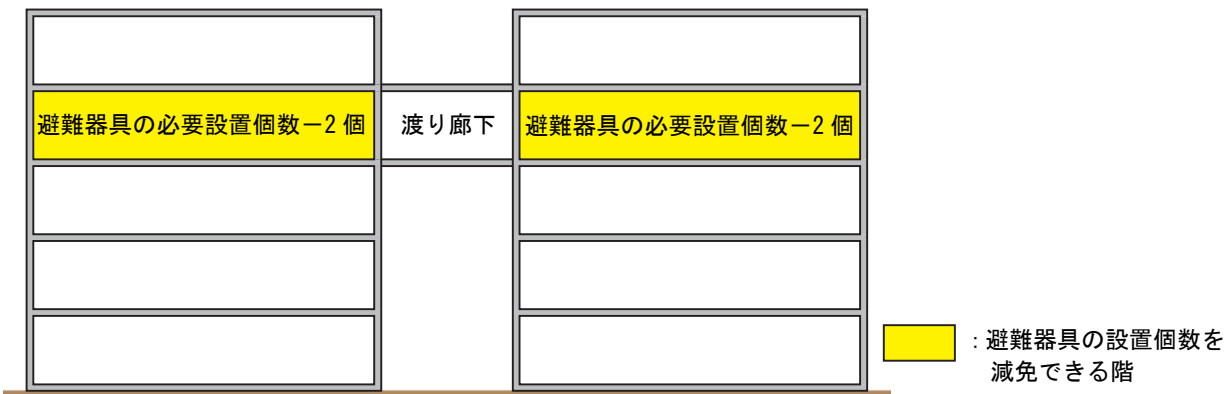 避難器具の必要設置個数－2 個
渡り廊下
避難器具の必要設置個数－2 個
：避難器具の設置個数を
減免できる階